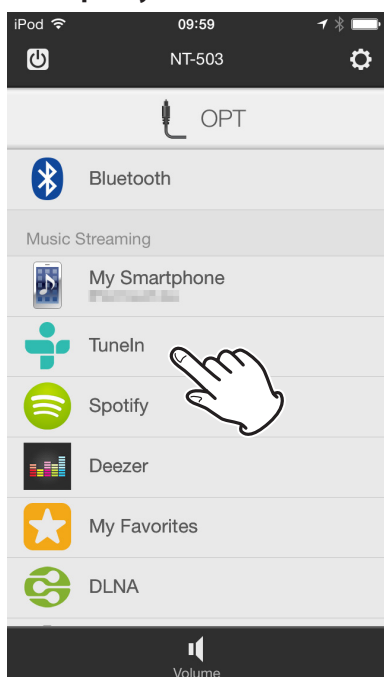 iPod 09:59
NT-503
OPT
Bluetooth
Music Streaming
My Smartphone
TuneIn
Spotify
Deezer
My Favorites
DLNA
Volume